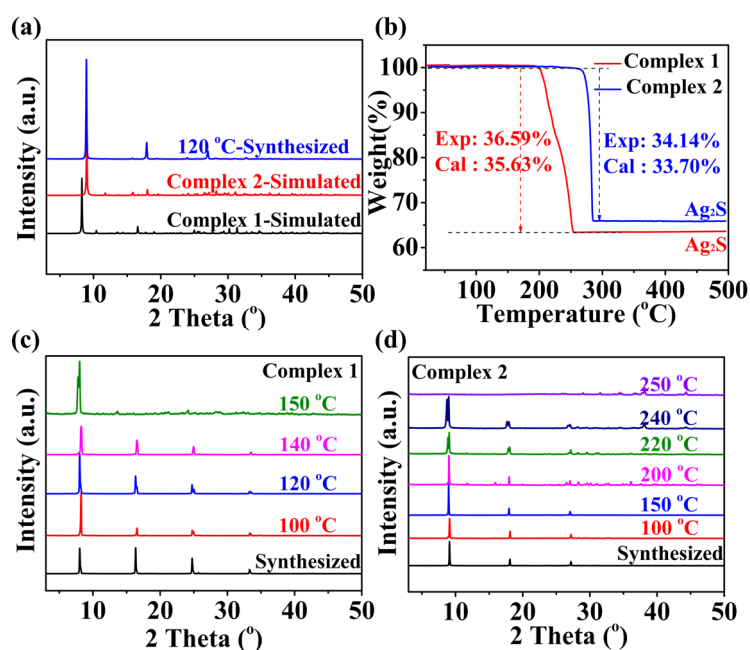 (a)
Intensity (a.u.)
120 °C-Synthesized
Complex 2-Simulated
Complex 1-Simulated
10 20 30 40 50
2 Theta (°)
(b)
Weight(%)
100
90
80
70
60
Complex 1
Complex 2
Exp: 36.59%
Cal : 35.63%
Exp: 34.14%
Cal : 33.70%
Ag₂S
Ag₂S
100 200 300 400 500
Temperature (°C)
(c)
Intensity (a.u.)
Complex 1
150 °C
140 °C
120 °C
100 °C
Synthesized
10 20 30 40 50
2 Theta (°)
(d)
Intensity (a.u.)
Complex 2
250 °C
240 °C
220 °C
200 °C
150 °C
100 °C
Synthesized
10 20 30 40 50
2 Theta (°)